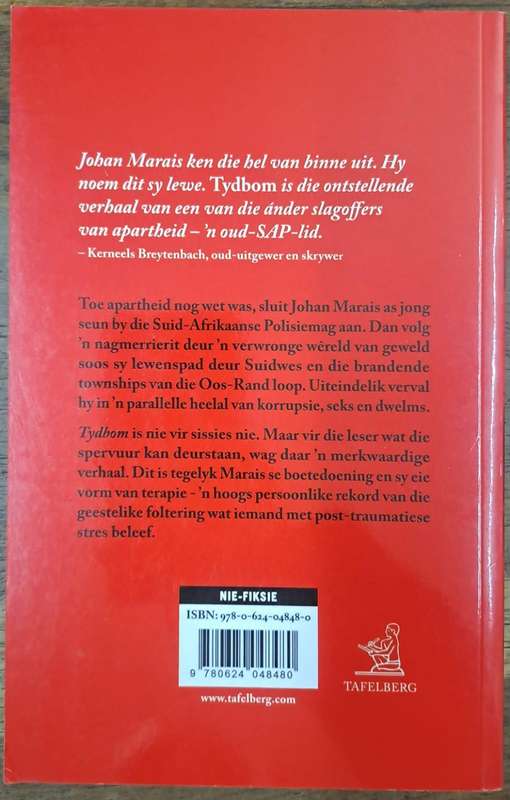 Johan Marais ken die hel van binne uit. Hy
noem dit sy lewe. Tydbom is die ontstellende
verhaal van een van die ánder slagoffers
van apartheid – 'n oud-SAP-lid.
– Kerneels Breytenbach, oud-uitgewer en skrywer
Toe apartheid nog wet was, sluit Johan Marais as jong
seun by die Suid-Afrikaanse Polisiemag aan. Dan volg
'n nagmerrierit deur 'n verwronge wêreld van geweld
soos sy lewenspad deur Suidwes en die brandende
townships van die Oos-Rand loop. Uiteindelik verval
hy in 'n parallelle heelal van korrupsie, seks en dwelms.
Tydbom is nie vir sissies nie. Maar vir die leser wat die
spervuur kan deurstaan, wag daar 'n merkwaardige
verhaal. Dit is tegelyk Marais se boetedoening en sy eie
vorm van terapie - 'n hoogs persoonlike rekord van die
geestelike foltering wat iemand met post-traumatiese
stres beleef.
NIE-FIKSIE
ISBN: 978-0-624-04848-0
9 780624 048480
www.tafelberg.com
TAFELBERG